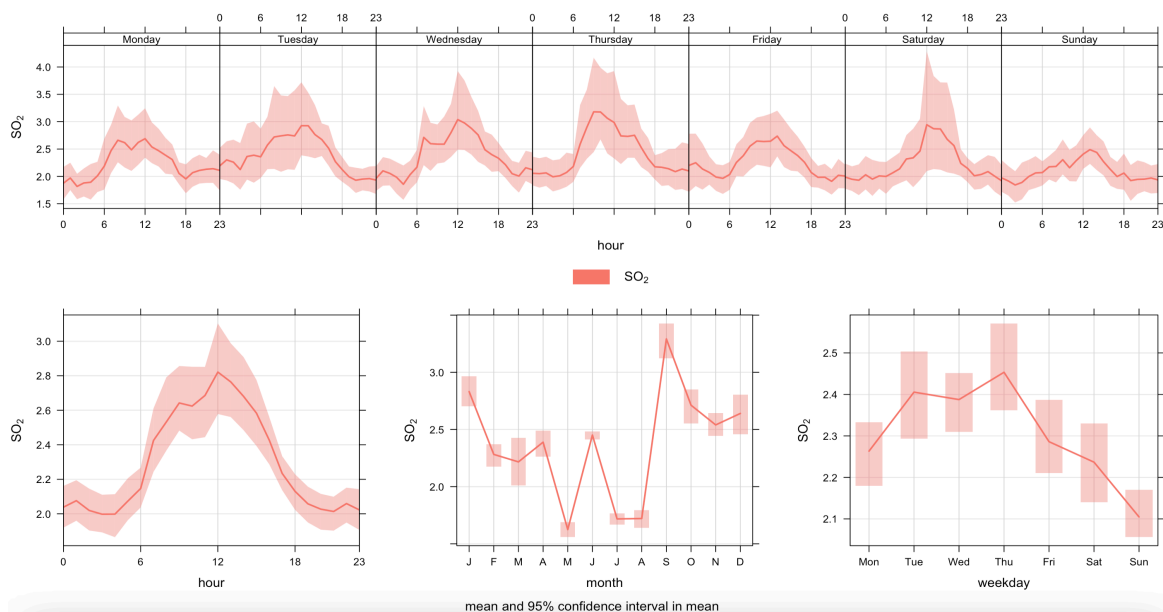 0 6 12 18 23 0 6 12 18 23 0 6 12 18 23
Monday Tuesday Wednesday Thursday Friday Saturday Sunday
4.0
3.5
3.0
2.5
2.0
1.5
SO2
0 6 12 18 0 6 12 18 23 0 6 12 18 23 0 6 12 18 23
hour
SO2
3.0
2.8
2.6
2.4
2.2
2.0
SO2
0 6 12 18 23
hour
3.0
2.5
2.0
SO2
J F M A M J J A S O N D
month
2.5
2.4
2.3
2.2
2.1
SO2
Mon Tue Wed Thu Fri Sat Sun
weekday
mean and 95% confidence interval in mean